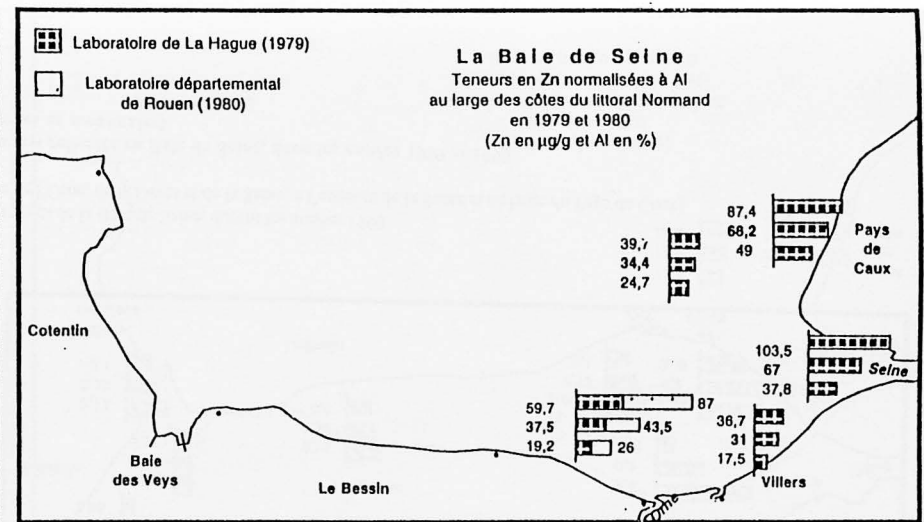 Laboratoire de La Hague (1979)
Laboratoire départemental
de Rouen (1980)
La Baie de Seine
Teneurs en Zn normalisées à Al
au large des côtes du littoral Normand
en 1979 et 1980
(Zn en µg/g et Al en %)
87,4
68,2
49
Pays
de
Caux
39,7
34,4
24,7
Cotentin
103,5
67
37,8
Seine
59,7
87
37,5
43,5
19,2
26
36,7
31
17,5
Baie
des Veys
Le Bessin
Orne
Villers